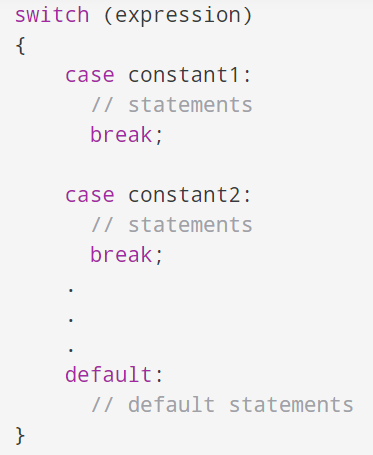 switch (expression)
{
    case constant1:
      // statements
      break;

    case constant2:
      // statements
      break;
    .
    .
    .
    default:
      // default statements
}